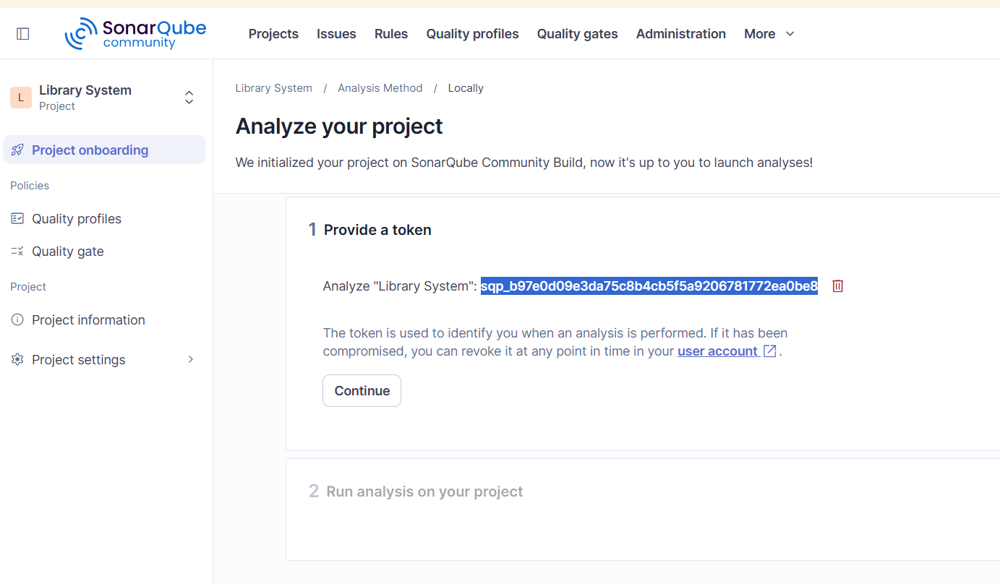 SonarQube community
Projects Issues Rules Quality profiles Quality gates Administration More
L Library System
Project
Project onboarding
Policies
Quality profiles
Quality gate
Project
Project information
Project settings
Library System / Analysis Method / Locally
Analyze your project
We initialized your project on SonarQube Community Build, now it's up to you to launch analyses!
1 Provide a token
Analyze "Library System": sqp_b97e0d09e3da75c8b4cb5f5a9206781772ea0be8
The token is used to identify you when an analysis is performed. If it has been
compromised, you can revoke it at any point in time in your user account .
Continue
2 Run analysis on your project